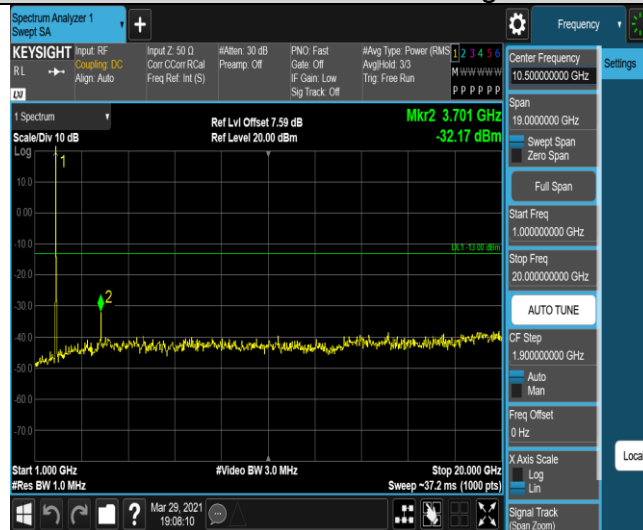 Spectrum Analyzer 1
Swept SA
Frequency
KEYSIGHT
RL
LXI
Input: RF
Coupling: DC
Align: Auto
Input Z: 50 Ω
Corr CCorr RCal
Freq Ref: Int (S)
#Atten: 30 dB
Preamp: Off
PNO: Fast
Gate: Off
IF Gain: Low
Sig Track: Off
#Avg Type: Power (RMS
Avg|Hold: 3/3
Trig: Free Run
1 2 3 4 5 6
M W W W W W
P P P P P P
1 Spectrum
Scale/Div 10 dB
Log
Ref Lvl Offset 7.59 dB
Ref Level 20.00 dBm
Mkr2 3.701 GHz
-32.17 dBm
1
10.0
0.00
-10.0
DL1 -13.00 dBm
-20.0
2
-30.0
-40.0
-50.0
-60.0
-70.0
Start 1.000 GHz
#Res BW 1.0 MHz
#Video BW 3.0 MHz
Stop 20.000 GHz
Sweep ~37.2 ms (1000 pts)
Mar 29, 2021
19:08:10
?
Center Frequency
10.500000000 GHz
Span
19.0000000 GHz
Swept Span
Zero Span
Full Span
Start Freq
1.000000000 GHz
Stop Freq
20.000000000 GHz
AUTO TUNE
CF Step
1.900000000 GHz
Auto
Man
Freq Offset
0 Hz
X Axis Scale
Log
Lin
Signal Track
(Span Zoom)
Settings
Local